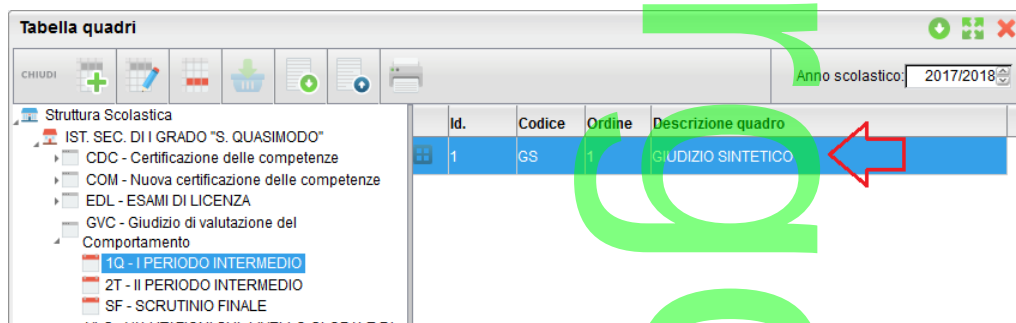 Tabella quadri
CHIUDI
Anno scolastico: 2017/2018
Struttura Scolastica
IST. SEC. DI I GRADO "S. QUASIMODO"
CDC - Certificazione delle competenze
COM - Nuova certificazione delle competenze
EDL - ESAMI DI LICENZA
GVC - Giudizio di valutazione del
Comportamento
1Q - I PERIODO INTERMEDIO
2T - II PERIODO INTERMEDIO
SF - SCRUTINIO FINALE
Id. Codice Ordine Descrizione quadro
1 GS 1 GIUDIZIO SINTETICO